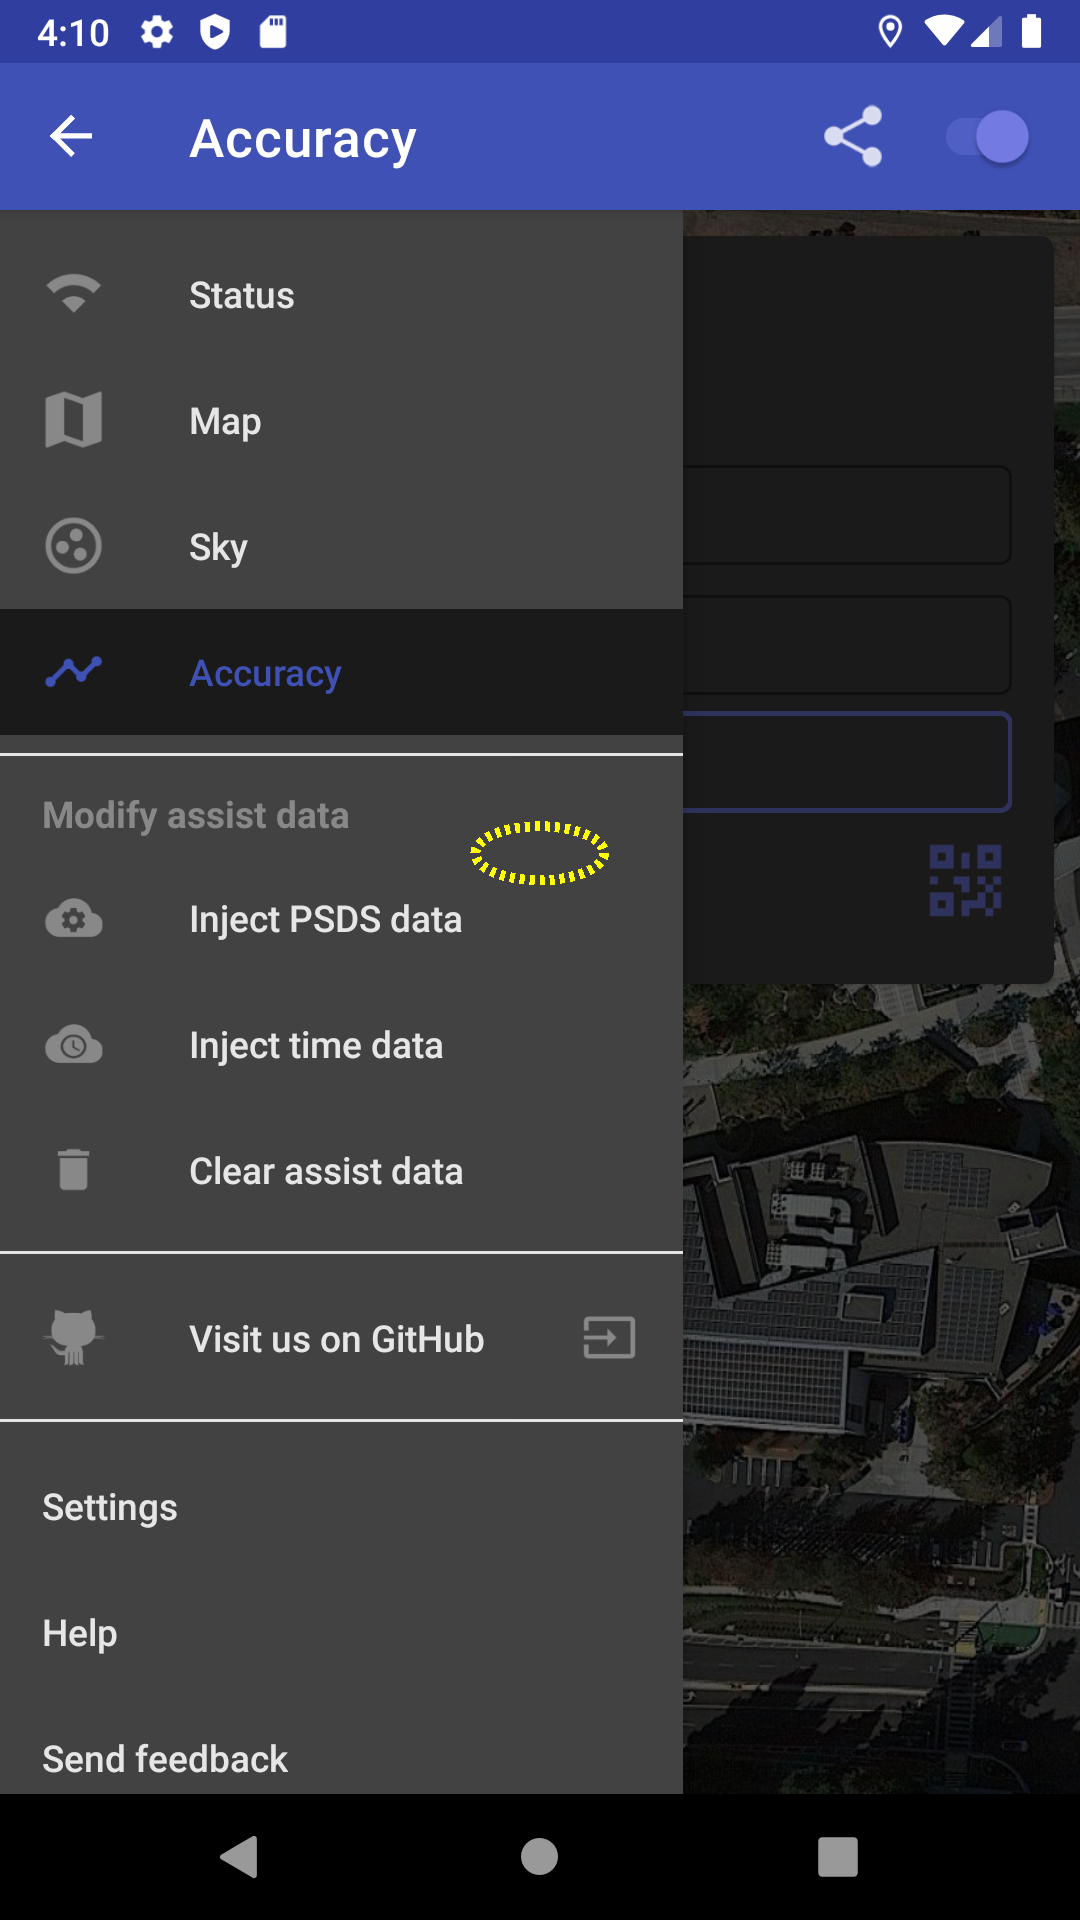 4:10
Accuracy
Status
Map
Sky
Accuracy
Modify assist data
Inject PSDS data
Inject time data
Clear assist data
Visit us on GitHub
Settings
Help
Send feedback